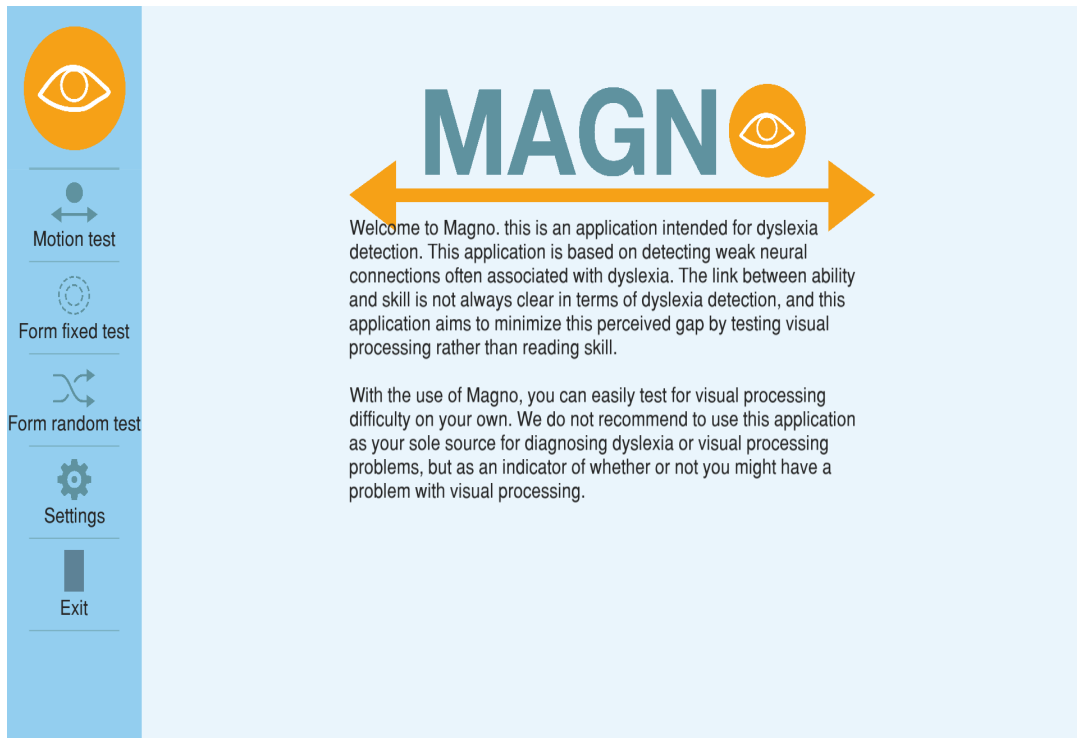 MAGN
Motion test
Form fixed test
Form random test
Settings
Exit
Welcome to Magno. this is an application intended for dyslexia
detection. This application is based on detecting weak neural
connections often associated with dyslexia. The link between ability
and skill is not always clear in terms of dyslexia detection, and this
application aims to minimize this perceived gap by testing visual
processing rather than reading skill.
With the use of Magno, you can easily test for visual processing
difficulty on your own. We do not recommend to use this application
as your sole source for diagnosing dyslexia or visual processing
problems, but as an indicator of whether or not you might have a
problem with visual processing.